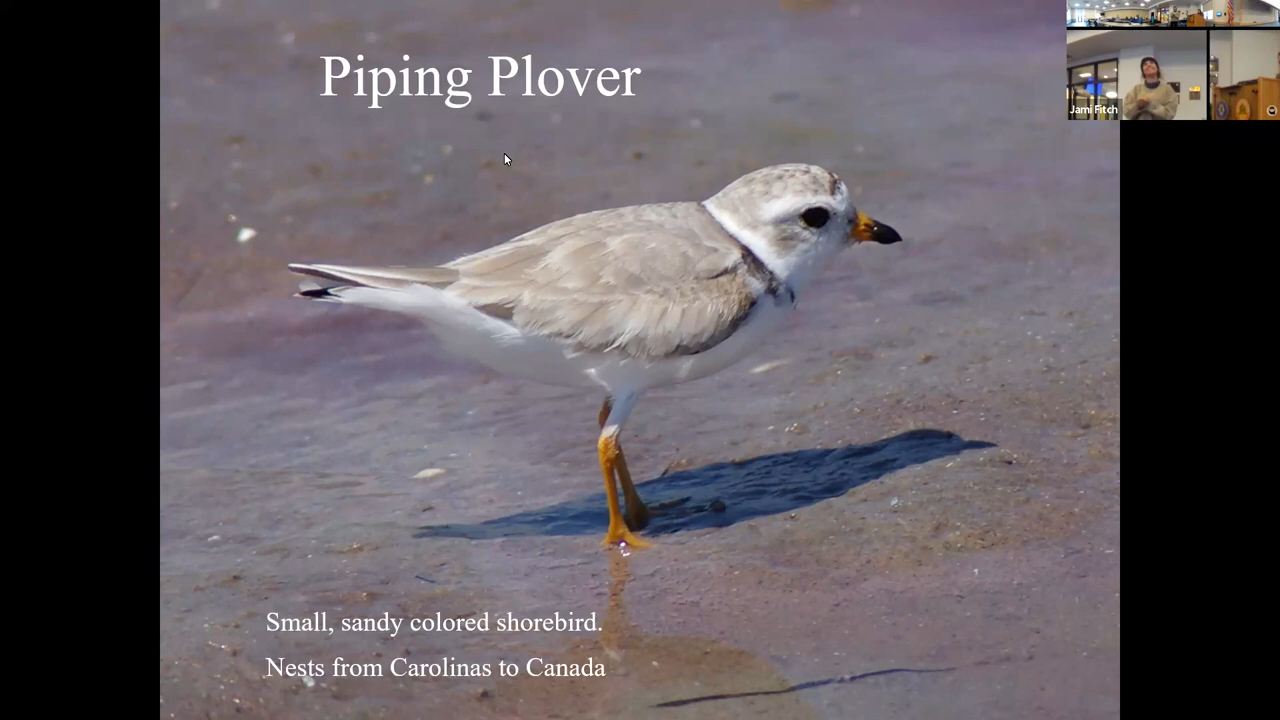 Piping Plover
Jami Fitch
Small, sandy colored shorebird.
Nests from Carolinas to Canada